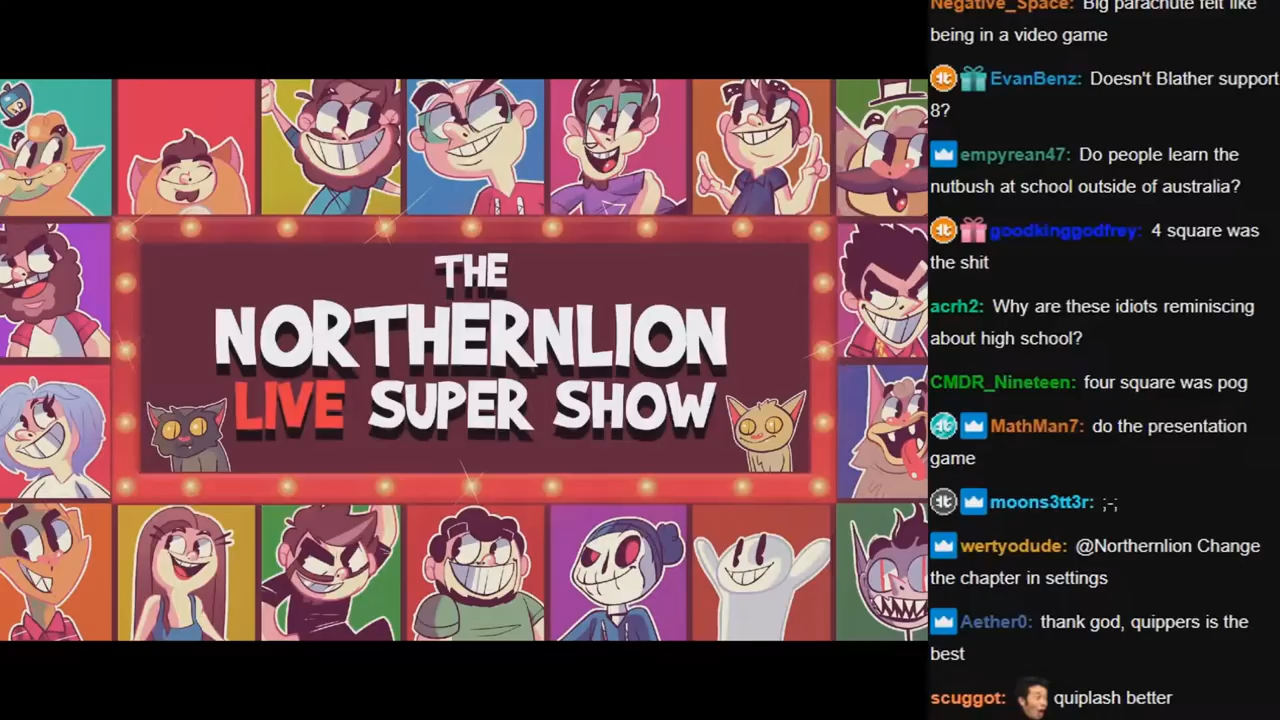 THE
NORTHERNLION
LIVE SUPER SHOW
Negative_Space: Big parachute felt like
being in a video game
EvanBenz: Doesn't Blather support
8?
empyrean47: Do people learn the
nutbush at school outside of australia?
goodkinggodfrey: 4 square was
the shit
acrh2: Why are these idiots reminiscing
about high school?
CMDR_Nineteen: four square was pog
MathMan7: do the presentation
game
moons3tt3r: ;-;
wertyodude: @Northernlion Change
the chapter in settings
Aether0: thank god, quippers is the
best
scuggot: quiplash better